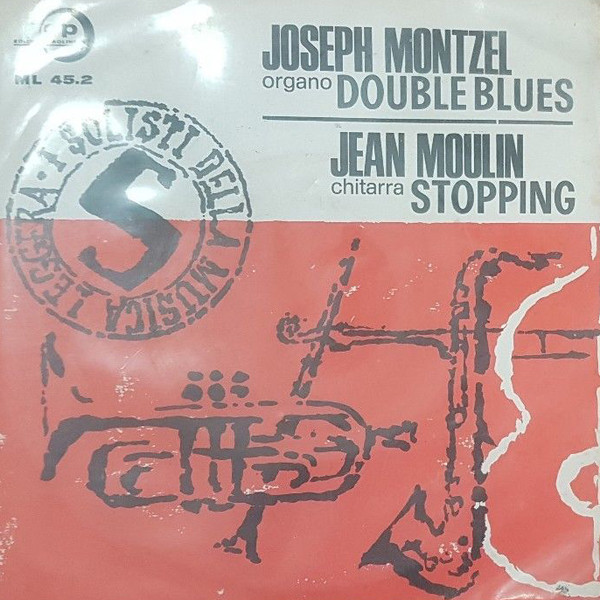 ML 45.2
JOSEPH MONTZEL
organo DOUBLE BLUES
JEAN MOULIN
chitarra STOPPING
I SOLISTI DELLA MUSICA LEGGERA
S